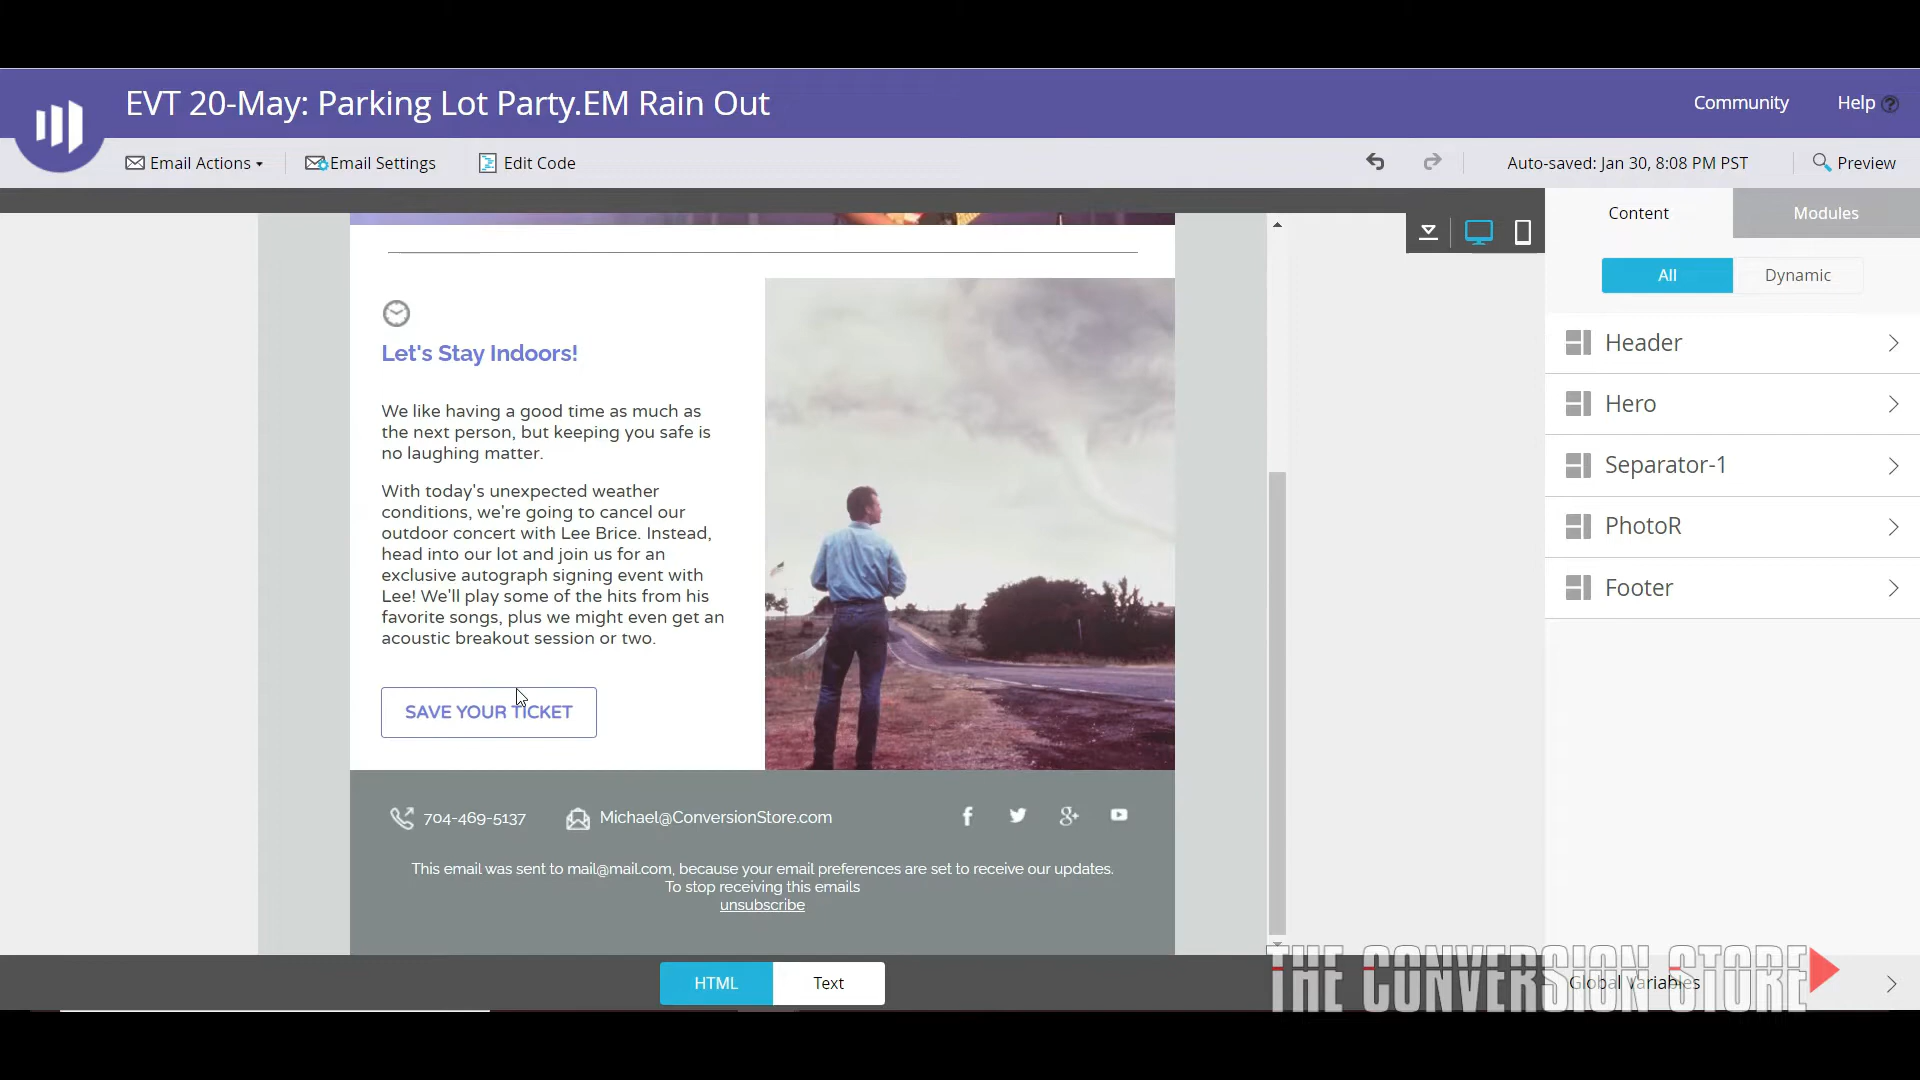 EVT 20-May: Parking Lot Party.EM Rain Out
Community
Help
Email Actions
Email Settings
Edit Code
Auto-saved: Jan 30, 8:08 PM PST
Preview
Content
Modules
All
Dynamic
Header
Hero
Separator-1
PhotoR
Footer
Let's Stay Indoors!
We like having a good time as much as
the next person, but keeping you safe is
no laughing matter.
With today's unexpected weather
conditions, we're going to cancel our
outdoor concert with Lee Brice. Instead,
head into our lot and join us for an
exclusive autograph signing event with
Lee! We'll play some of the hits from his
favorite songs, plus we might even get an
acoustic breakout session or two.
SAVE YOUR TICKET
704-469-5137
Michael@ConversionStore.com
This email was sent to mail@mail.com, because your email preferences are set to receive our updates.
To stop receiving this emails
unsubscribe
HTML
Text
Global Variables
THE CONVERSION STORE